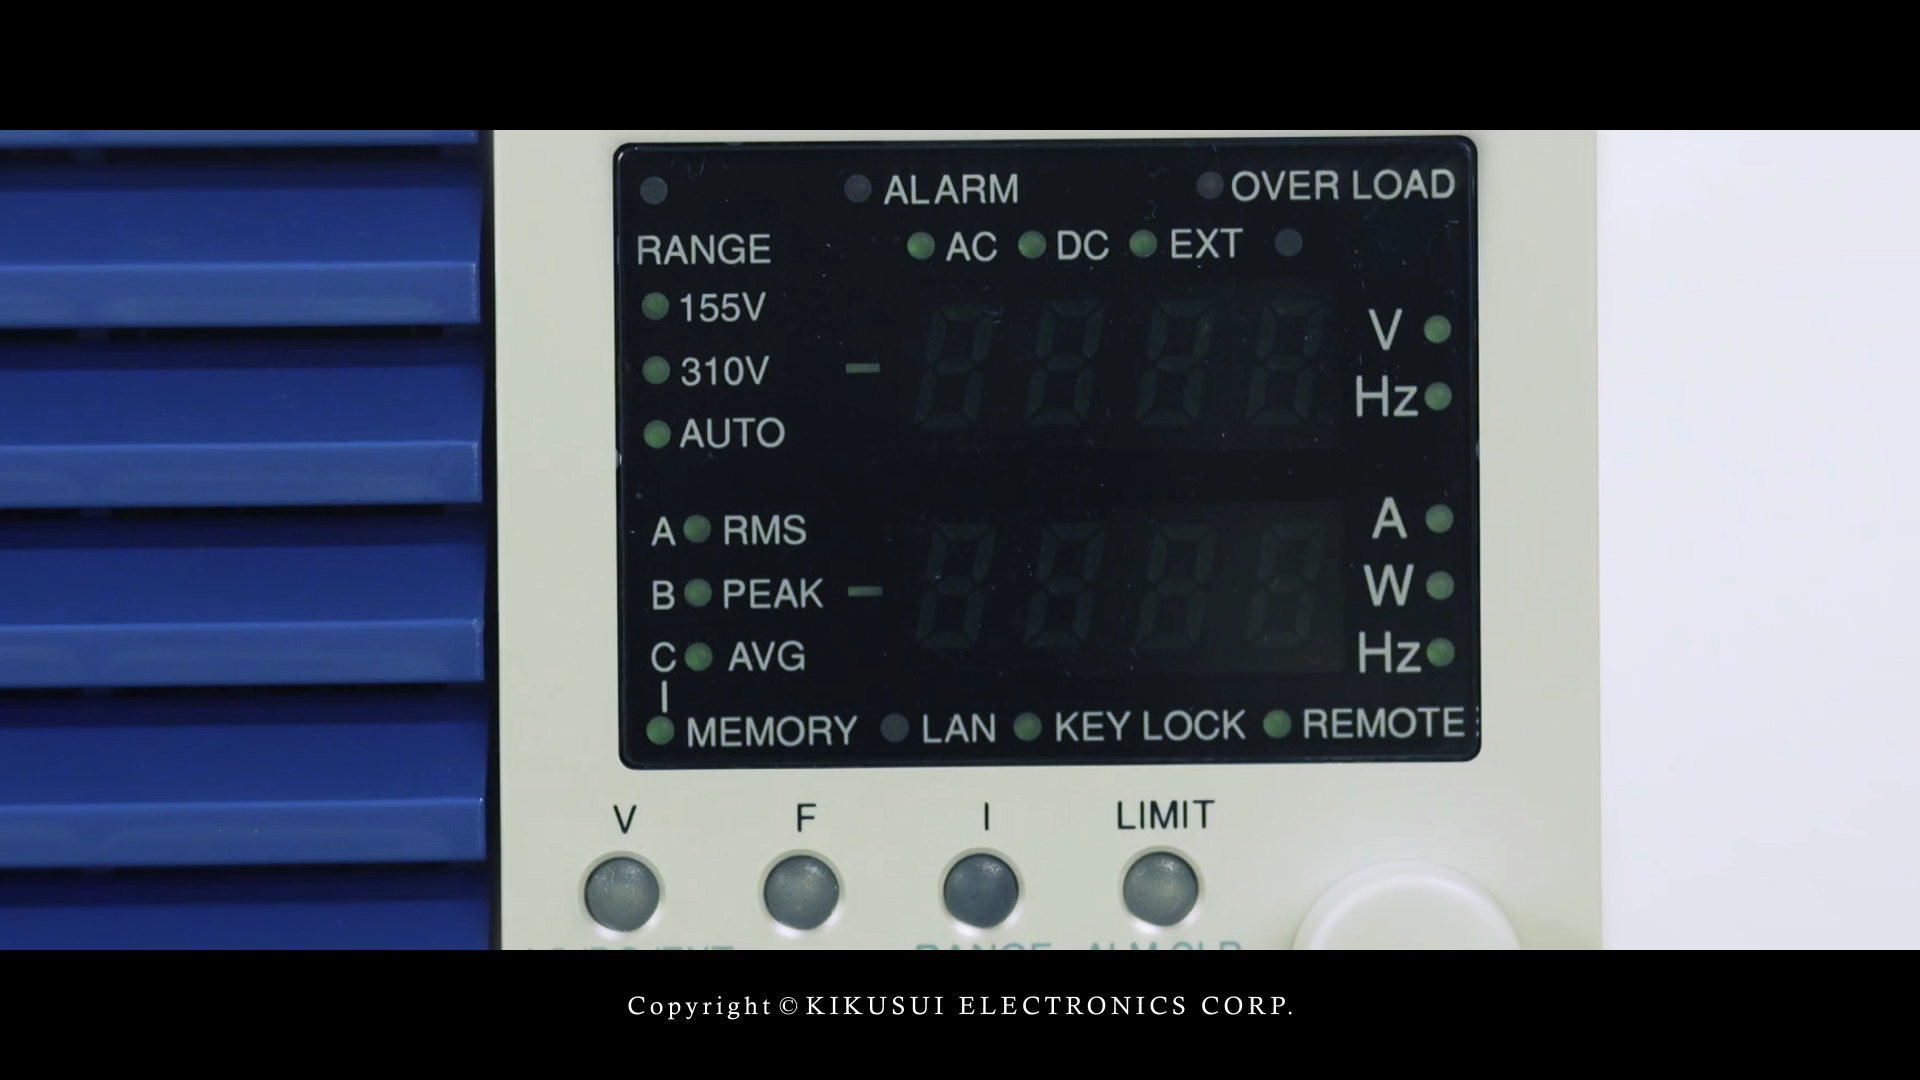 ALARM OVER LOAD
RANGE AC DC EXT
155V
310V
AUTO
V
Hz
A RMS
B PEAK
C AVG
A
W
Hz
MEMORY LAN KEY LOCK REMOTE
V F I LIMIT
RANGE
Copyright © KIKUSUI ELECTRONICS CORP.